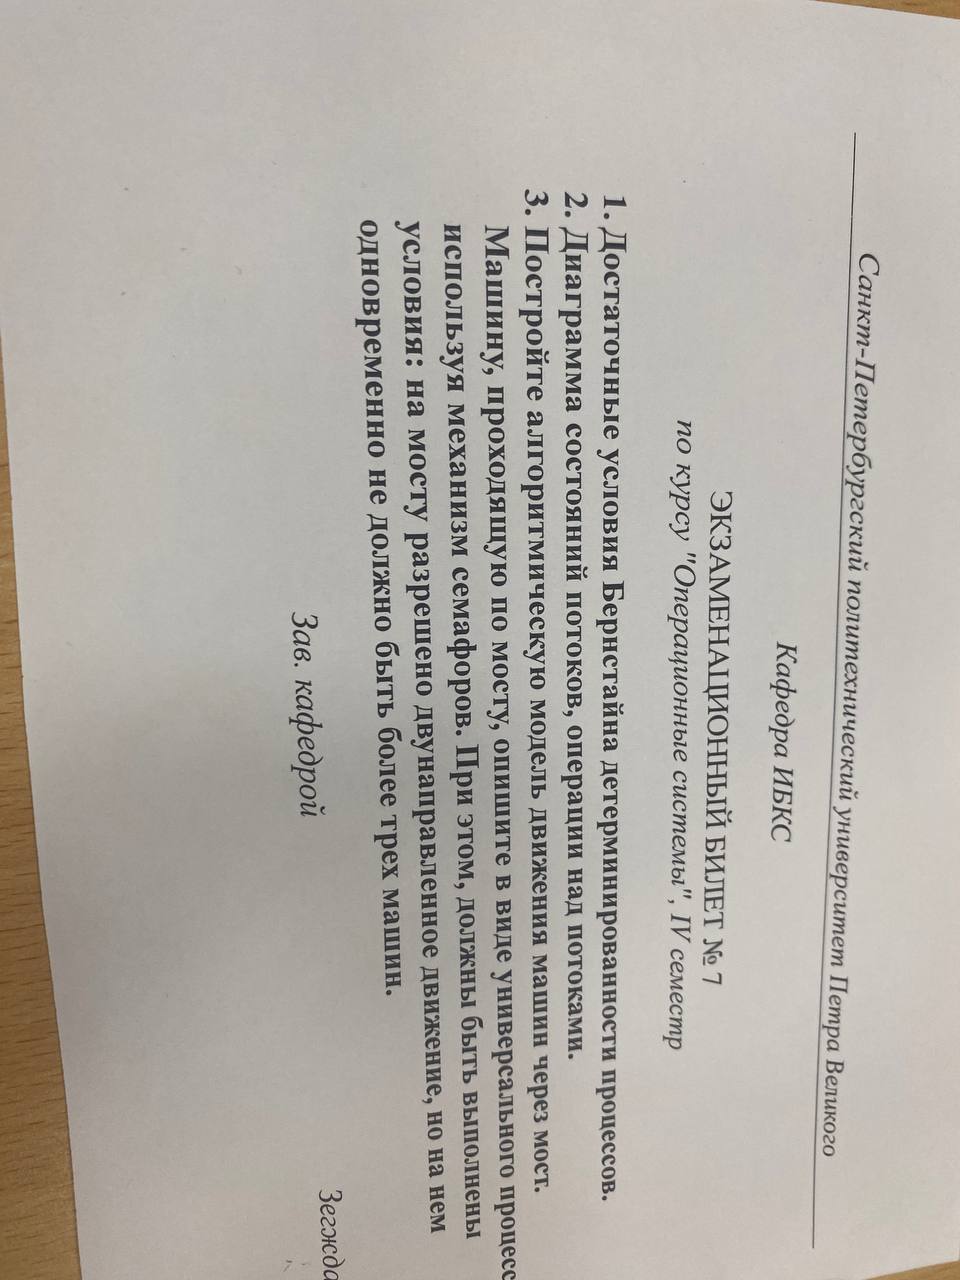 Санкт-Петербургский политехнический университет Петра Великого
Кафедра ИБКС
ЭКЗАМЕНАЦИОННЫЙ БИЛЕТ № 7
по курсу "Операционные системы", IV семестр
1. Достаточные условия Бернстайна детерминированности процессов.
2. Диаграмма состояний потоков, операции над потоками.
3. Постройте алгоритмическую модель движения машин через мост.
Машину, проходящую по мосту, опишите в виде универсального процесс
используя механизм семафоров. При этом, должны быть выполнены
условия: на мосту разрешено двунаправленное движение, но на нем
одновременно не должно быть более трех машин.
Зав. кафедрой Зегжда